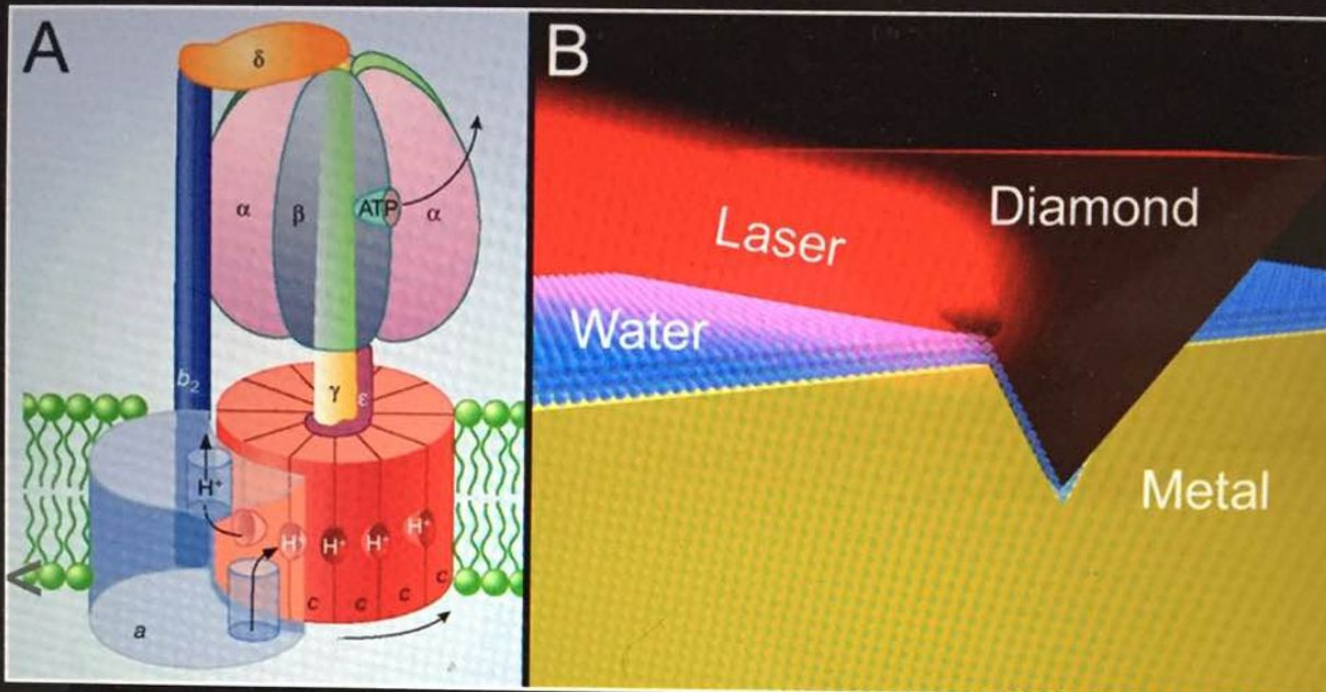 A
δ
α
β
ATP
α
b₂
γ
ε
H⁺
H⁺
H⁺
H⁺
H⁺
c
c
c
c
a
B
Laser
Diamond
Water
Metal